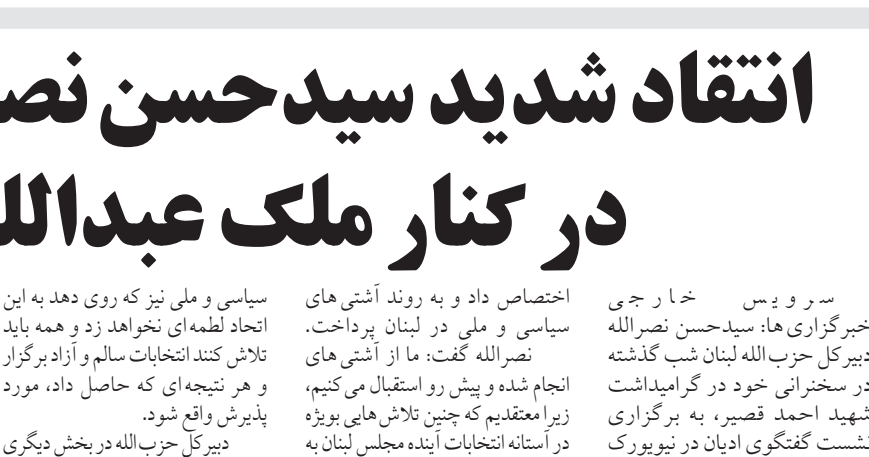 انتقاد شدید سیدحسن
در کنار ملک
سرویس خارجی
خبرگزاری‌ها: سیدحسن نصرالله
دبیرکل حزب‌الله لبنان شب گذشته
در سخنرانی خود در گرامیداشت
شهید احمد قصیر، به برگزاری
نشست گفتگوی ادیان در نیویورک
اختصاص داد و به روند آشتی‌های
سیاسی و ملی در لبنان پرداخت.
نصرالله گفت: ما از آشتی‌های
انجام شده و پیش رو استقبال می‌کنیم،
زیرا معتقدیم که چنین تلاش‌هایی بویژه
در آستانه انتخابات آینده مجلس لبنان به
سیاسی و ملی نیز که روی دهد به این
اتحاد لطمه‌ای نخواهد زد و همه باید
تلاش کنند انتخابات سالم و آزاد برگزار
و هر نتیجه‌ای که حاصل داد، مورد
پذیرش واقع شود.
دبیرکل حزب‌الله در بخش دیگری